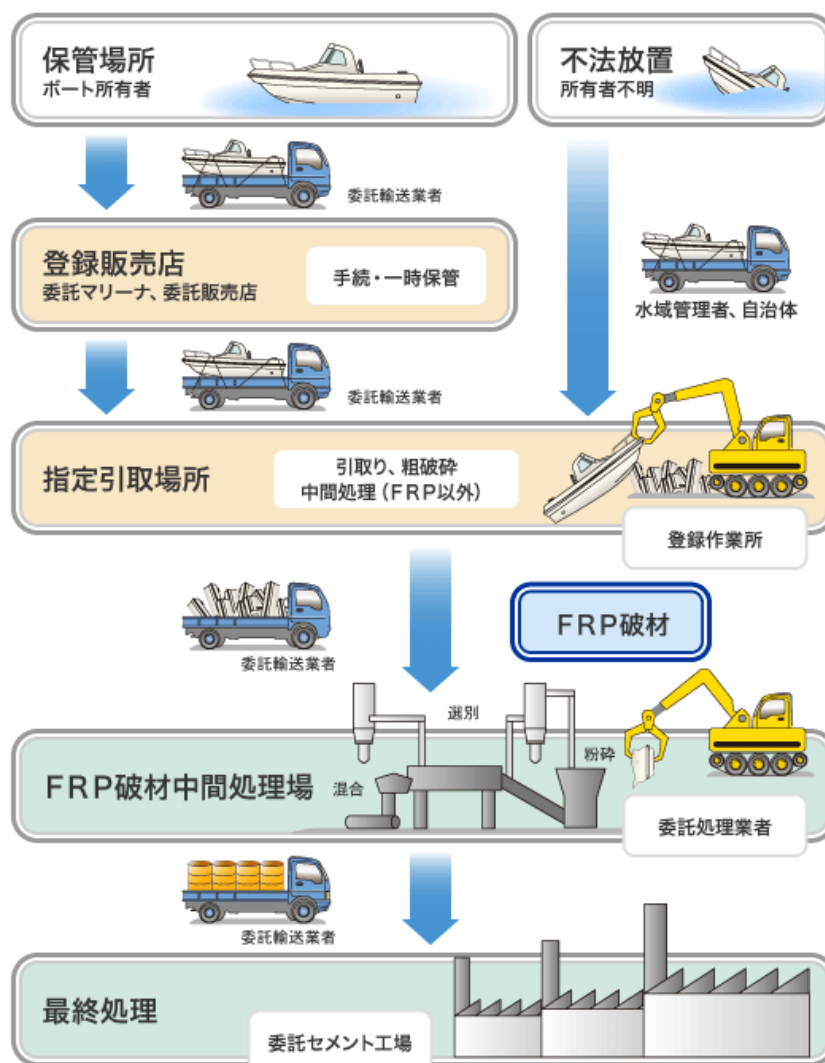 保管場所
ボート所有者
不法放置
所有者不明
委託輸送業者
登録販売店
委託マリーナ、委託販売店
手続・一時保管
水域管理者、自治体
委託輸送業者
指定引取場所
引取り、粗破砕
中間処理（FRP以外）
登録作業所
FRP破材
委託輸送業者
選別
粉砕
混合
FRP破材中間処理場
委託処理業者
委託輸送業者
最終処理
委託セメント工場